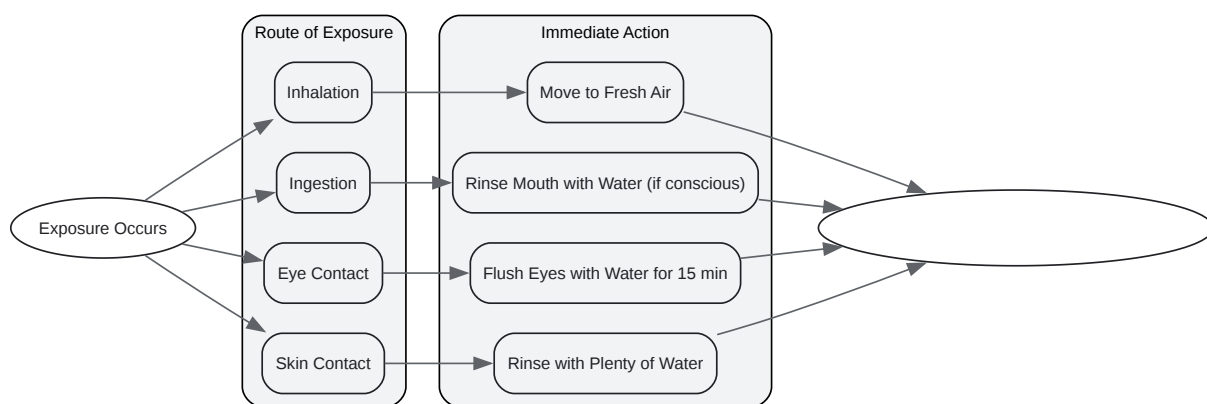 Route of Exposure
Immediate Action
Inhalation
Move to Fresh Air
Ingestion
Rinse Mouth with Water (if conscious)
Exposure Occurs
Eye Contact
Flush Eyes with Water for 15 min
Skin Contact
Rinse with Plenty of Water